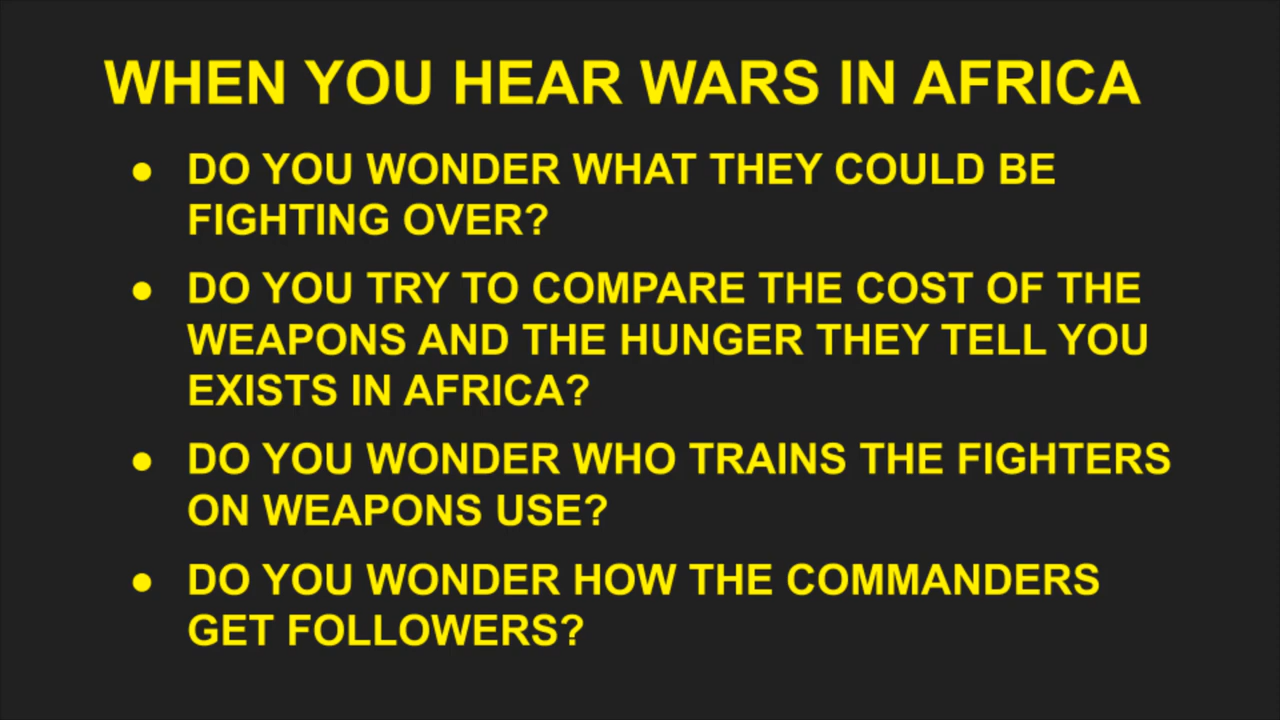 WHEN YOU HEAR WARS IN AFRICA
● DO YOU WONDER WHAT THEY COULD BE
FIGHTING OVER?
● DO YOU TRY TO COMPARE THE COST OF THE
WEAPONS AND THE HUNGER THEY TELL YOU
EXISTS IN AFRICA?
● DO YOU WONDER WHO TRAINS THE FIGHTERS
ON WEAPONS USE?
● DO YOU WONDER HOW THE COMMANDERS
GET FOLLOWERS?